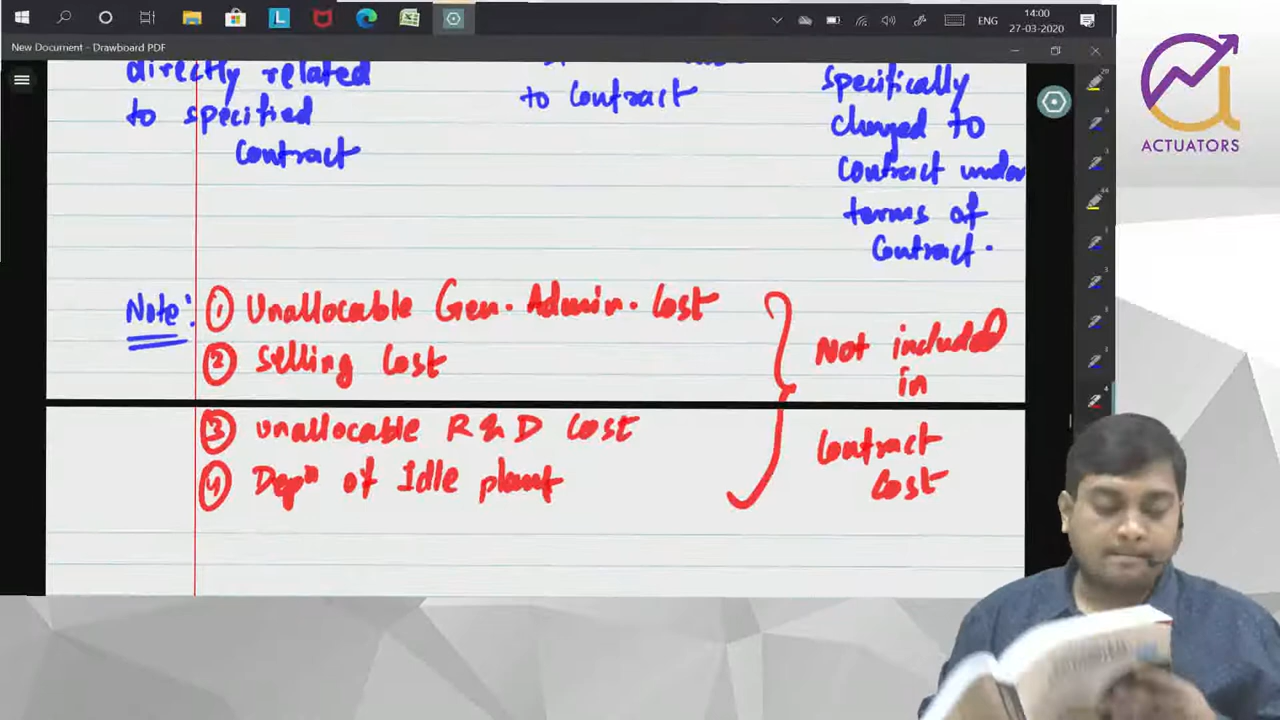 14:00
ENG
27-03-2020
New Document - Drawboard PDF
directly related
to specified
contract
to contract
specifically
charged to
contract under
terms of
contract.
Note:
① Unallocable Gen. Admin. cost
② Selling cost
③ unallocable R & D cost
④ Depⁿ of Idle plant
Not included
in
contract
cost
ACTUATORS